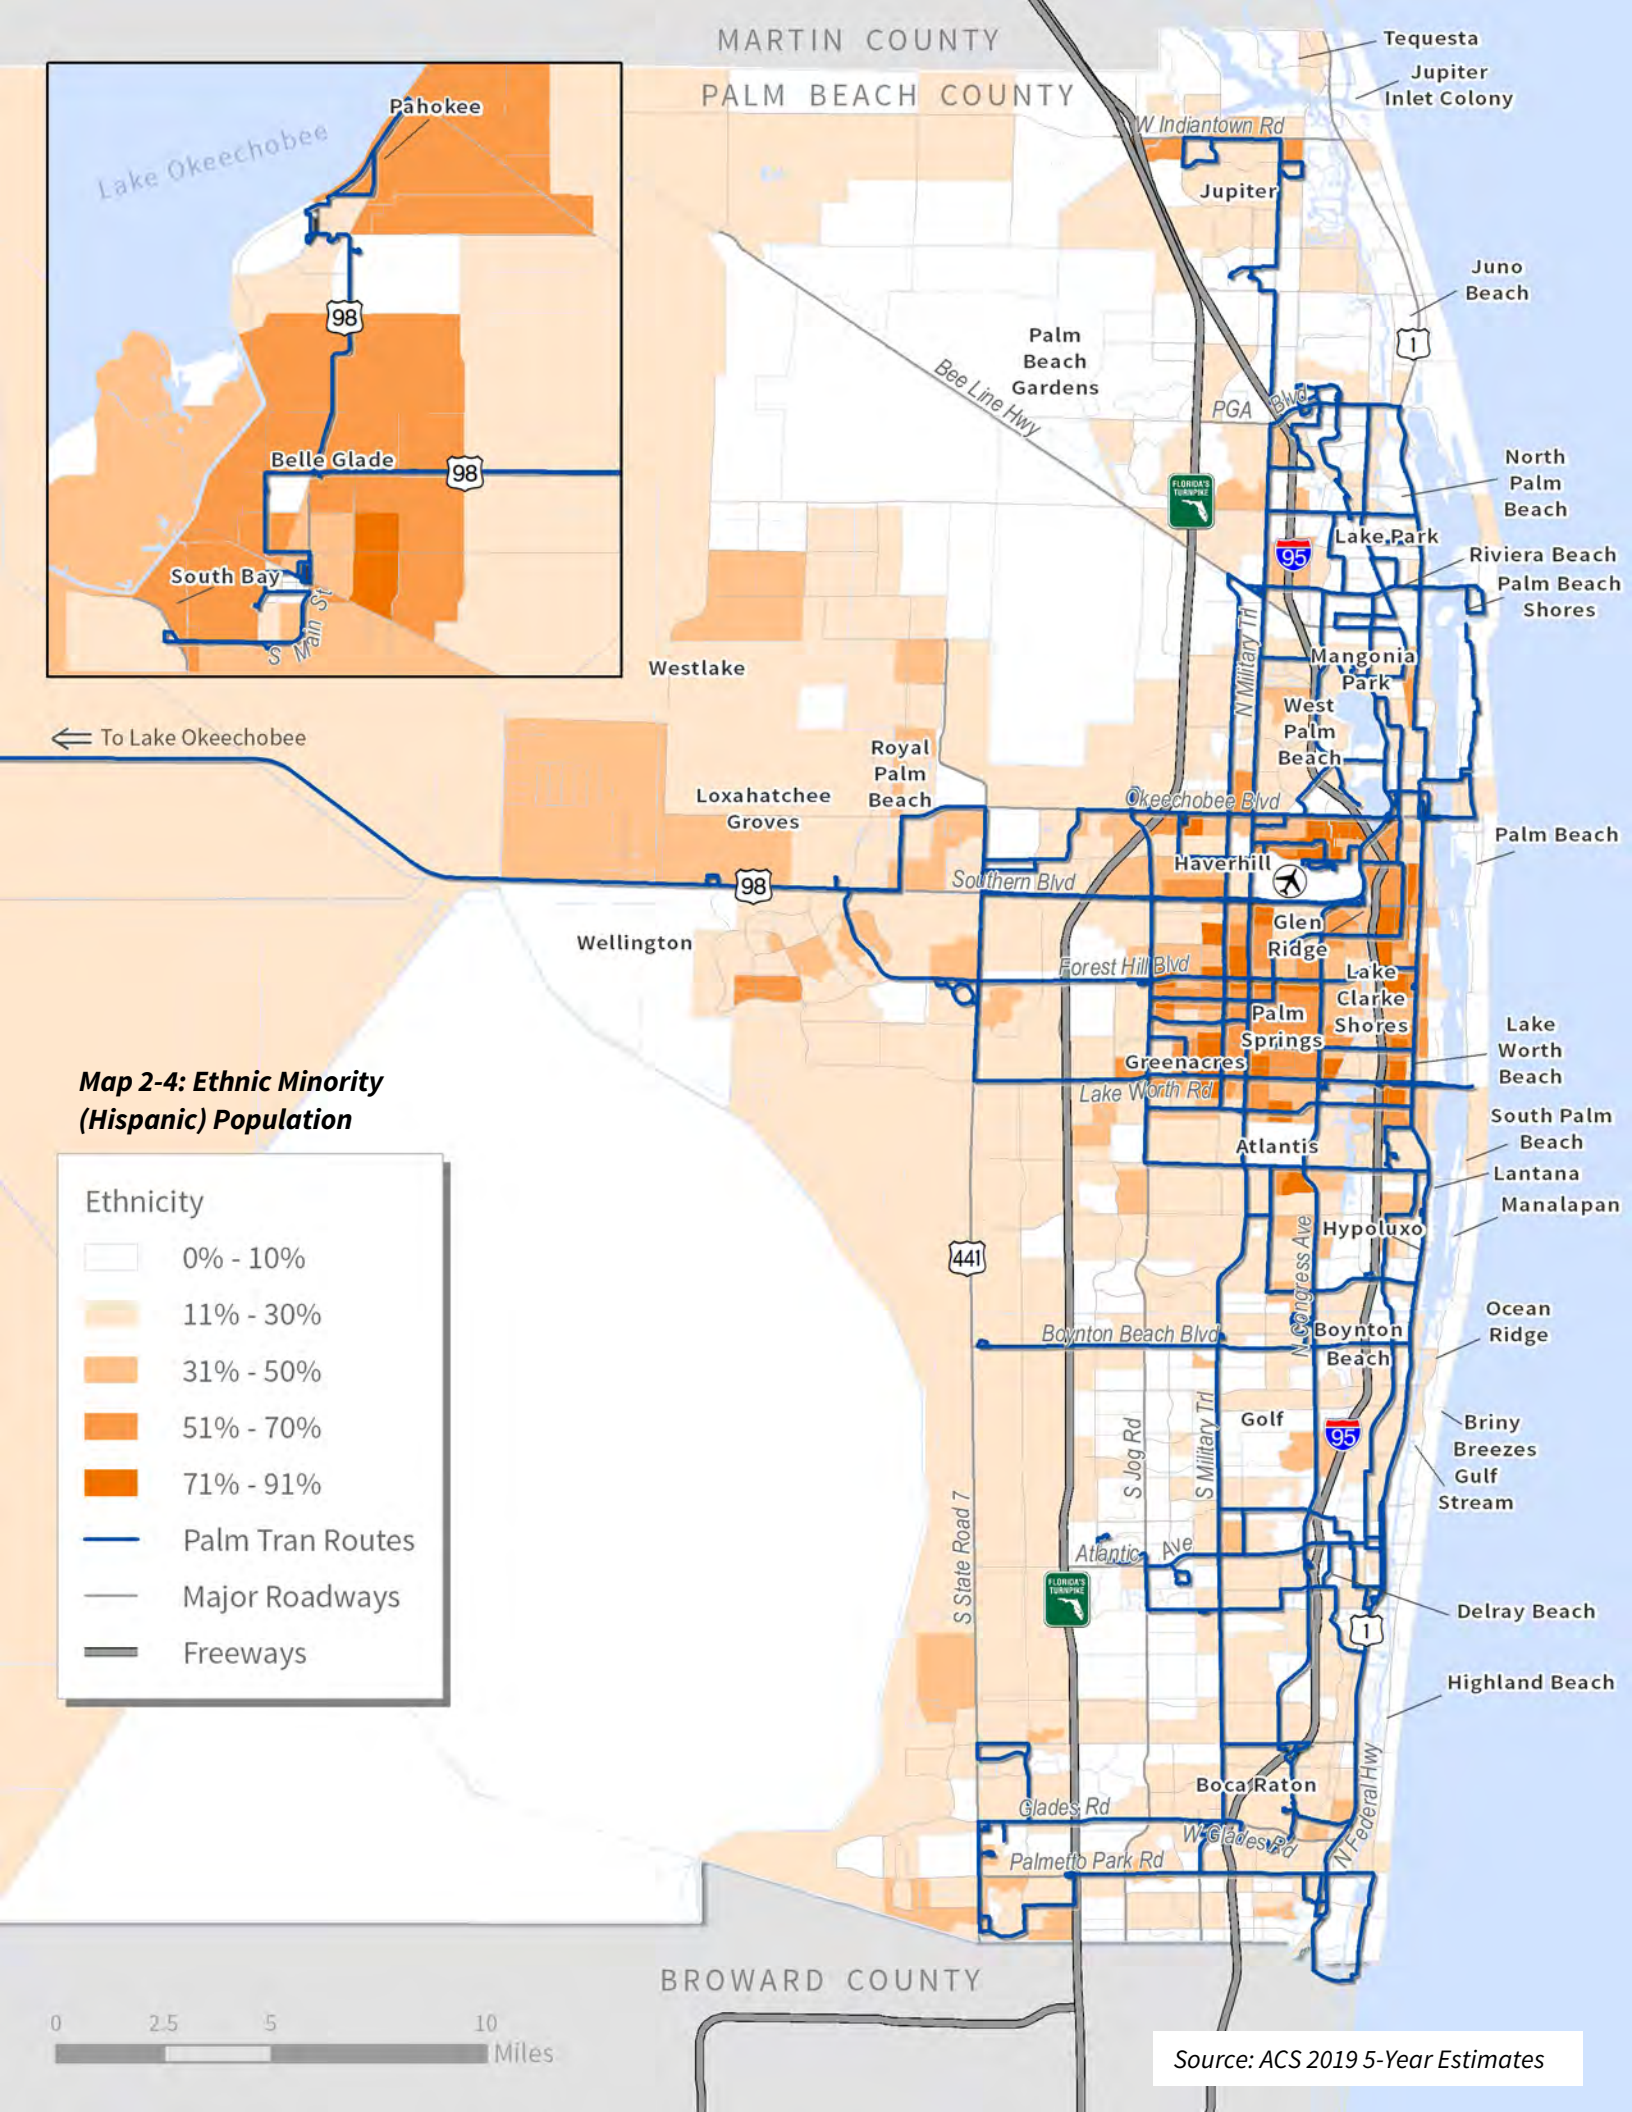 MARTIN COUNTY
PALM BEACH COUNTY
Tequesta
Jupiter
Inlet Colony
W Indiantown Rd
Jupiter
Juno
Beach
1
Palm
Beach
Gardens
Bee Line Hwy
PGA Blvd
FLORIDA'S
TURNPIKE
North
Palm
Beach
Lake Park
95
Riviera Beach
Palm Beach
Shores
N Military Trl
Mangonia
Park
West
Palm
Beach
Pahokee
Lake Okeechobee
98
Belle Glade
98
South Bay
S Main St
Westlake
To Lake Okeechobee
Royal
Palm
Beach
Loxahatchee
Groves
Okeechobee Blvd
Palm Beach
Haverhill
98
Southern Blvd
Glen
Ridge
Wellington
Forest Hill Blvd
Lake
Clarke
Shores
Palm
Springs
Greenacres
Lake
Worth
Beach
Lake Worth Rd
South Palm
Beach
Atlantis
Lantana
Manalapan
Hypoluxo
441
N Congress Ave
Ocean
Ridge
Boynton Beach Blvd
Boynton
Beach
S Jog Rd
S Military Trl
Golf
95
Briny
Breezes
Gulf
Stream
S State Road 7
Atlantic Ave
FLORIDA'S
TURNPIKE
Delray Beach
1
Highland Beach
Boca Raton
Glades Rd
W Glades Rd
N Federal Hwy
Palmetto Park Rd
BROWARD COUNTY
Map 2-4: Ethnic Minority
(Hispanic) Population
Ethnicity
0% - 10%
11% - 30%
31% - 50%
51% - 70%
71% - 91%
Palm Tran Routes
Major Roadways
Freeways
0 2.5 5 10
Miles
Source: ACS 2019 5-Year Estimates